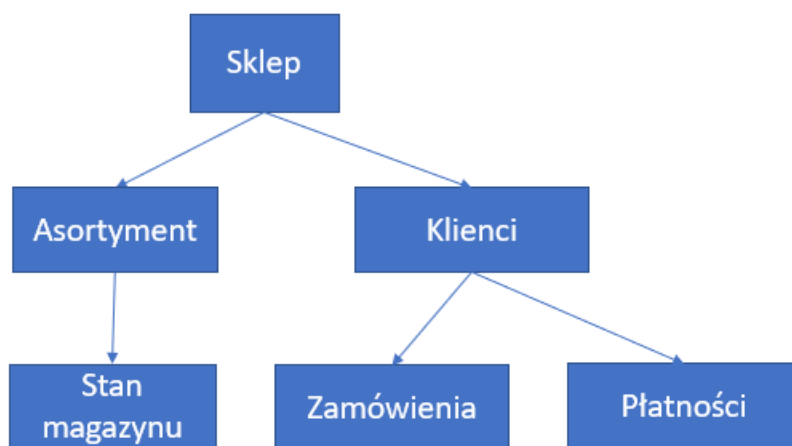 Sklep
Asortyment
Klienci
Stan
magazynu
Zamówienia
Płatności